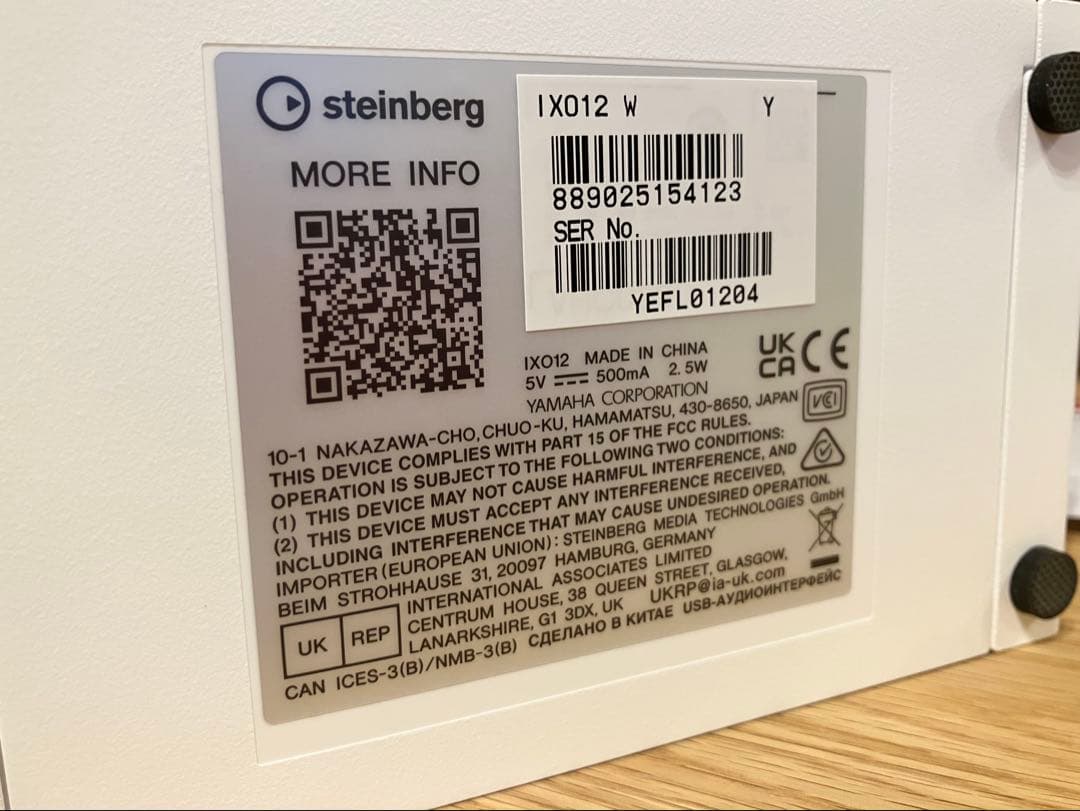 steinberg
MORE INFO
IXO12 W Y
889025154123
SER No.
YEFL01204
IXO12 MADE IN CHINA
5V 500mA 2.5W
YAMAHA CORPORATION
10-1 NAKAZAWA-CHO, CHUO-KU, HAMAMATSU, 430-8650, JAPAN
THIS DEVICE COMPLIES WITH PART 15 OF THE FCC RULES.
OPERATION IS SUBJECT TO THE FOLLOWING TWO CONDITIONS:
(1) THIS DEVICE MAY NOT CAUSE HARMFUL INTERFERENCE, AND
(2) THIS DEVICE MUST ACCEPT ANY INTERFERENCE RECEIVED,
INCLUDING INTERFERENCE THAT MAY CAUSE UNDESIRED OPERATION.
IMPORTER (EUROPEAN UNION): STEINBERG MEDIA TECHNOLOGIES GmbH
BEIM STROHHAUSE 31, 20097 HAMBURG, GERMANY
UK REP
INTERNATIONAL ASSOCIATES LIMITED
CENTRUM HOUSE, 38 QUEEN STREET, GLASGOW,
LANARKSHIRE, G1 3DX, UK UKRP@ia-uk.com
CAN ICES-3(B)/NMB-3(B) СДЕЛАНО В КИТАЕ USB-АУДИОИНТЕРФЕЙС
UK
CA
CE
VCI